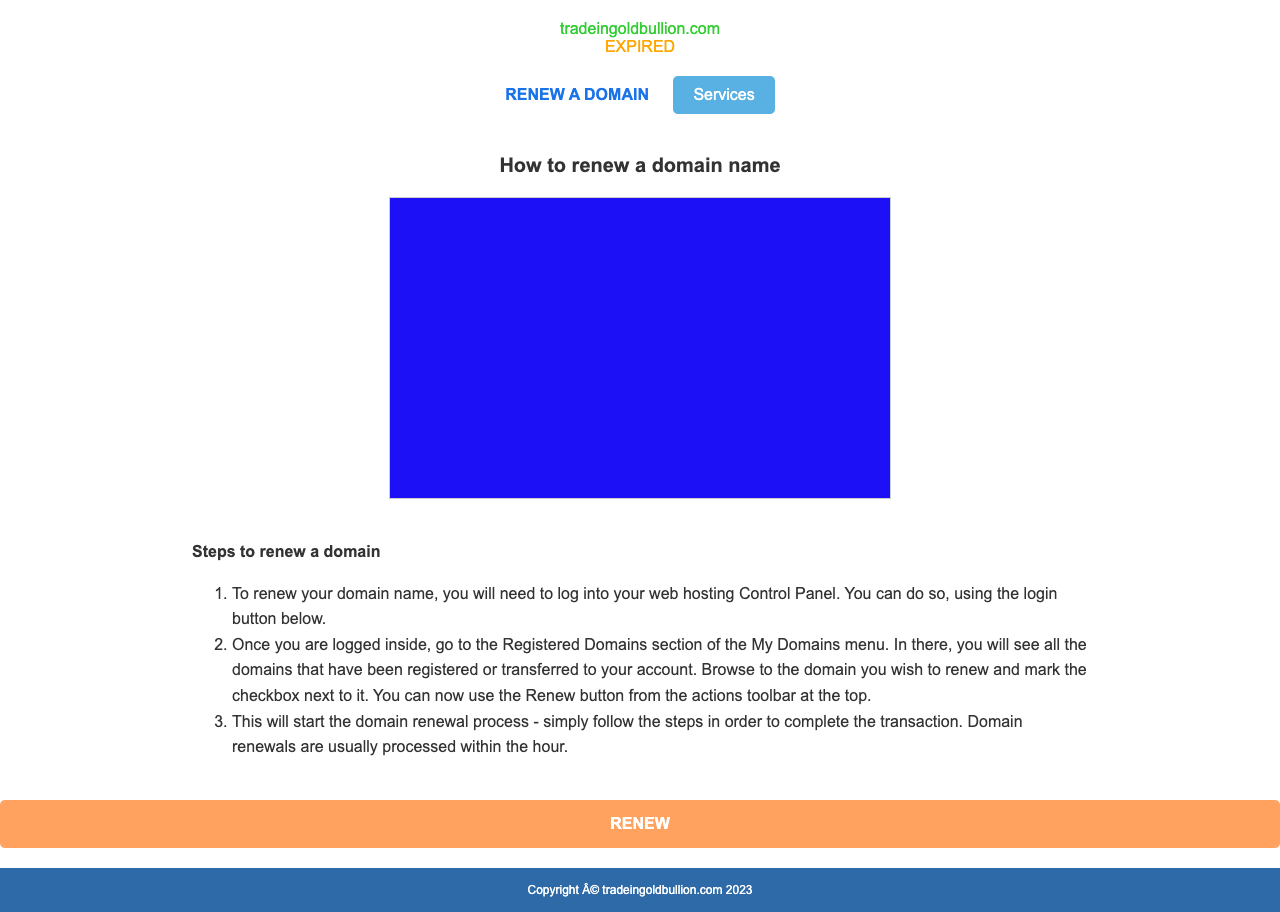 tradeingoldbullion.com
EXPIRED
RENEW A DOMAIN
Services
How to renew a domain name
Steps to renew a domain
1. To renew your domain name, you will need to log into your web hosting Control Panel. You can do so, using the login
button below.
2. Once you are logged inside, go to the Registered Domains section of the My Domains menu. In there, you will see all the
domains that have been registered or transferred to your account. Browse to the domain you wish to renew and mark the
checkbox next to it. You can now use the Renew button from the actions toolbar at the top.
3. This will start the domain renewal process - simply follow the steps in order to complete the transaction. Domain
renewals are usually processed within the hour.
RENEW
Copyright Â© tradeingoldbullion.com 2023